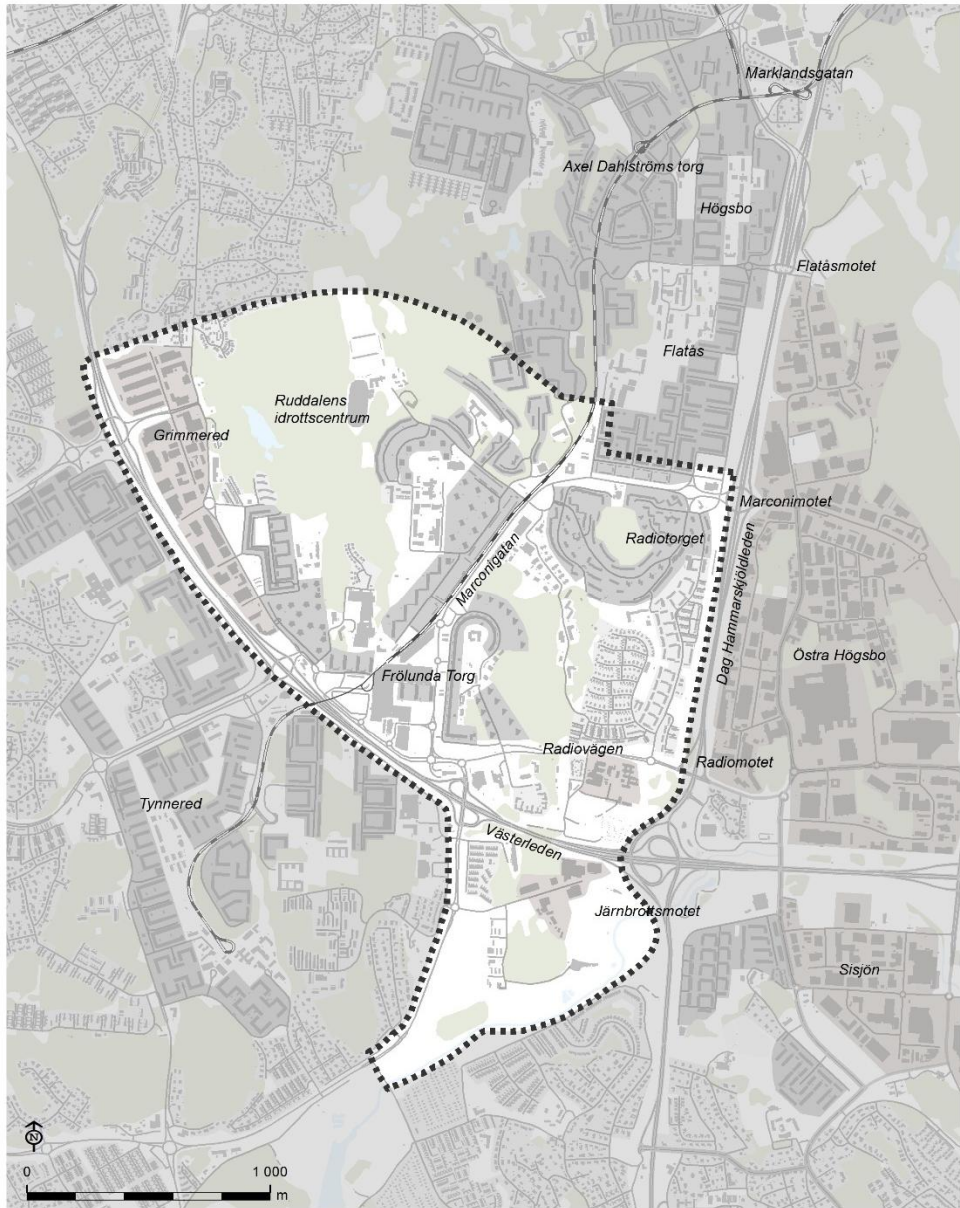 Marklandsgatan
Axel Dahlströms torg
Högsbo
Flatåsmotet
Flatås
Ruddalens
idrottscentrum
Grimmered
Marconimotet
Radiotorget
Marconigatan
Dag Hammarskjöldleden
Östra Högsbo
Frölunda Torg
Radiovägen
Radiomotet
Tynnered
Västerleden
Järnbrottsmotet
Sisjön
N
0 1 000
m